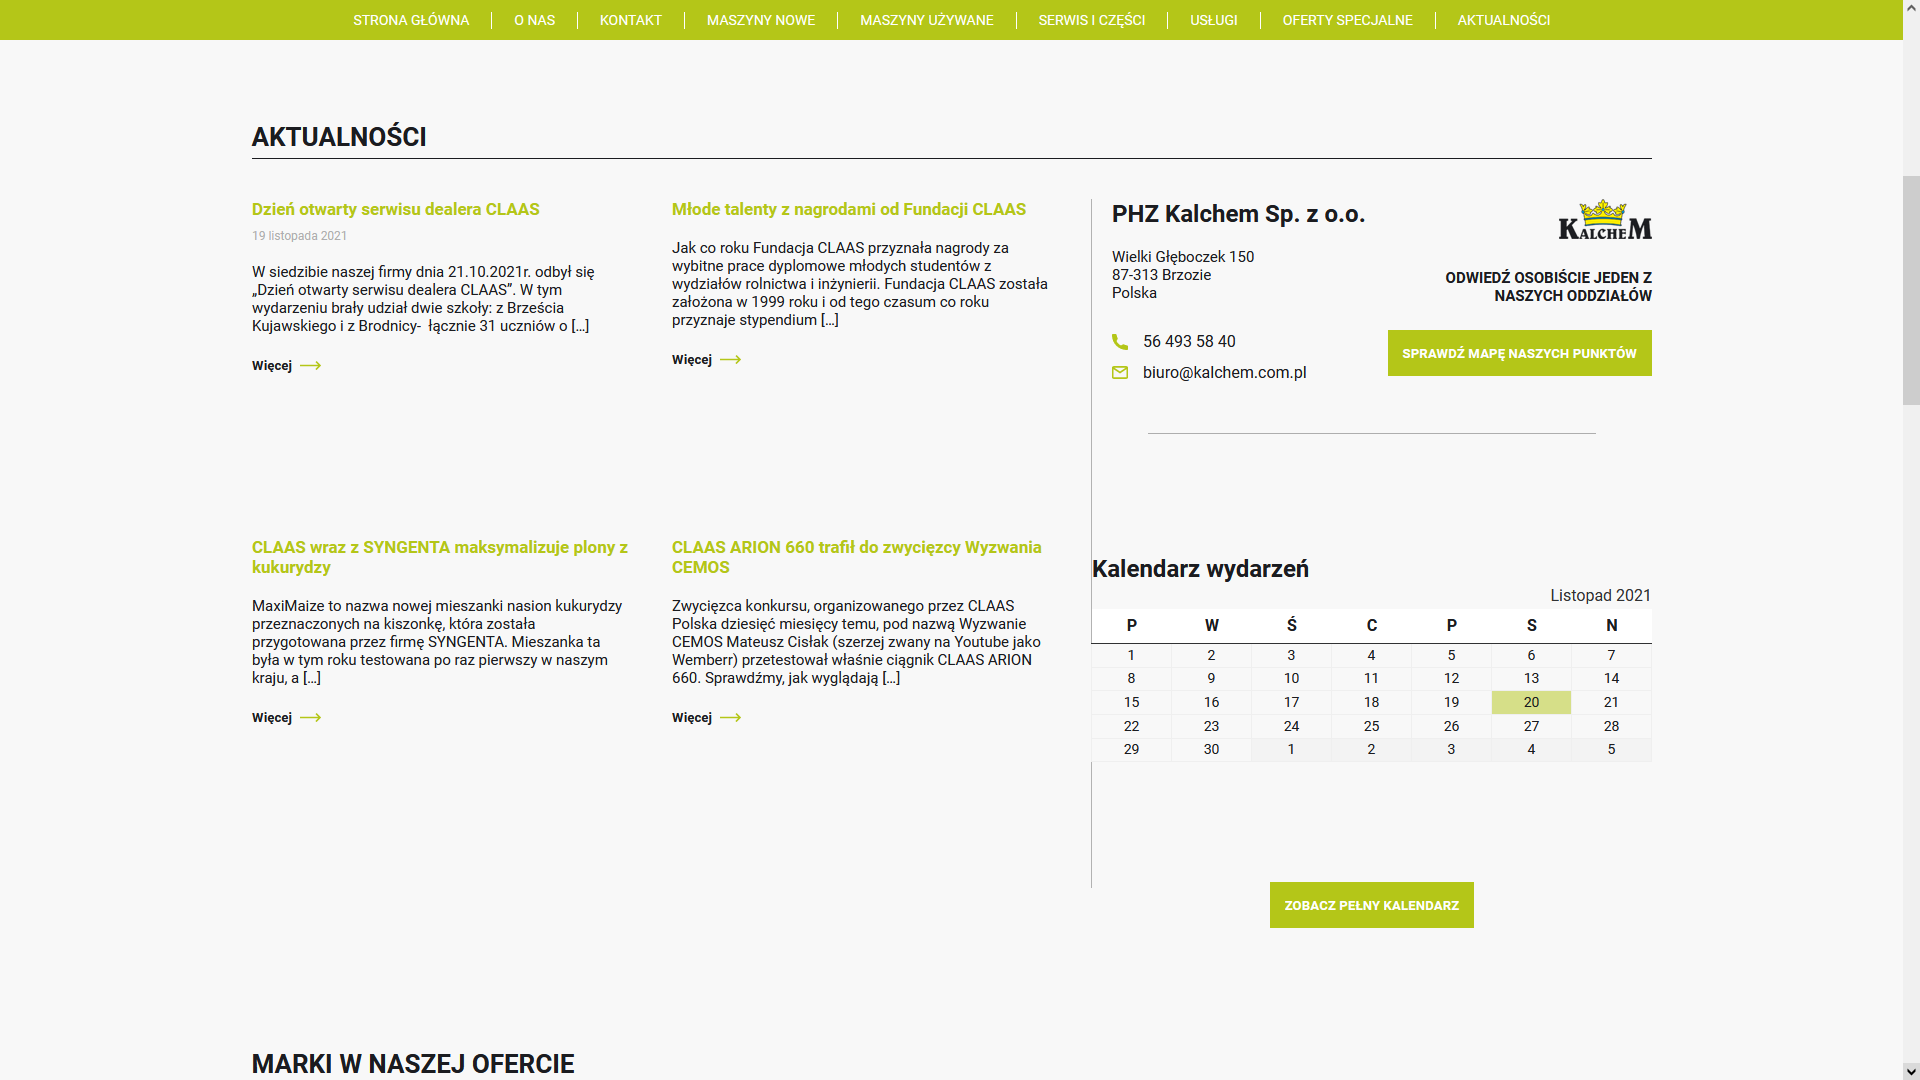 STRONA GŁÓWNA
O NAS
KONTAKT
MASZYNY NOWE
MASZYNY UŻYWANE
SERWIS I CZĘŚCI
USŁUGI
OFERTY SPECJALNE
AKTUALNOŚCI
AKTUALNOŚCI
Dzień otwarty serwisu dealera CLAAS
19 listopada 2021
W siedzibie naszej firmy dnia 21.10.2021r. odbył się
„Dzień otwarty serwisu dealera CLAAS”. W tym
wydarzeniu brały udział dwie szkoły: z Brześcia
Kujawskiego i z Brodnicy-  łącznie 31 uczniów o [...]
Więcej
Młode talenty z nagrodami od Fundacji CLAAS
Jak co roku Fundacja CLAAS przyznała nagrody za
wybitne prace dyplomowe młodych studentów z
wydziałów rolnictwa i inżynierii. Fundacja CLAAS została
założona w 1999 roku i od tego czasum co roku
przyznaje stypendium [...]
Więcej
CLAAS wraz z SYNGENTA maksymalizuje plony z
kukurydzy
MaxiMaize to nazwa nowej mieszanki nasion kukurydzy
przeznaczonych na kiszonkę, która została
przygotowana przez firmę SYNGENTA. Mieszanka ta
była w tym roku testowana po raz pierwszy w naszym
kraju, a [...]
Więcej
CLAAS ARION 660 trafił do zwycięzcy Wyzwania
CEMOS
Zwycięzca konkursu, organizowanego przez CLAAS
Polska dziesięć miesięcy temu, pod nazwą Wyzwanie
CEMOS Mateusz Cisłak (szerzej zwany na Youtube jako
Wemberr) przetestował właśnie ciągnik CLAAS ARION
660. Sprawdźmy, jak wyglądają [...]
Więcej
PHZ Kalchem Sp. z o.o.
Wielki Głęboczek 150
87-313 Brzozie
Polska
56 493 58 40
biuro@kalchem.com.pl
KALCHEM
ODWIEDŹ OSOBIŚCIE JEDEN Z
NASZYCH ODDZIAŁÓW
SPRAWDŹ MAPĘ NASZYCH PUNKTÓW
Kalendarz wydarzeń
Listopad 2021
P W Ś C P S N
1 2 3 4 5 6 7
8 9 10 11 12 13 14
15 16 17 18 19 20 21
22 23 24 25 26 27 28
29 30 1 2 3 4 5
ZOBACZ PEŁNY KALENDARZ
MARKI W NASZEJ OFERCIE